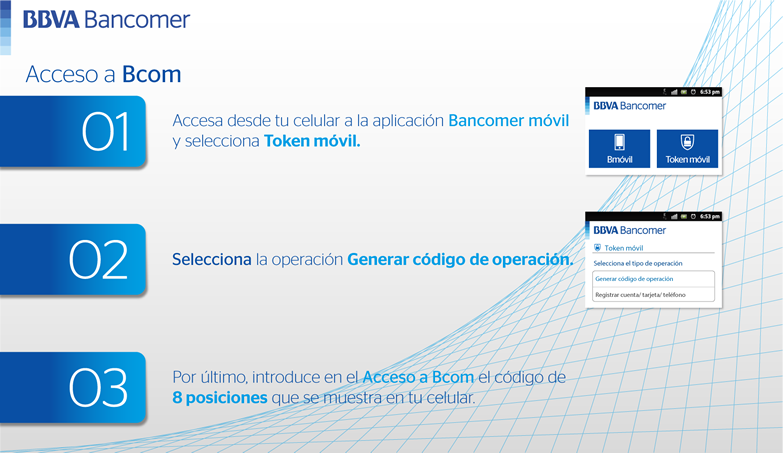 BBVA Bancomer
Acceso a Bcom
01
Accesa desde tu celular a la aplicación Bancomer móvil
y selecciona Token móvil.
6:53 pm
BBVA Bancomer
Bmóvil
Token móvil
02
Selecciona la operación Generar código de operación.
6:53 pm
BBVA Bancomer
Token móvil
Selecciona el tipo de operación
Generar código de operación
Registrar cuenta/ tarjeta/ teléfono
03
Por último, introduce en el Acceso a Bcom el código de
8 posiciones que se muestra en tu celular.